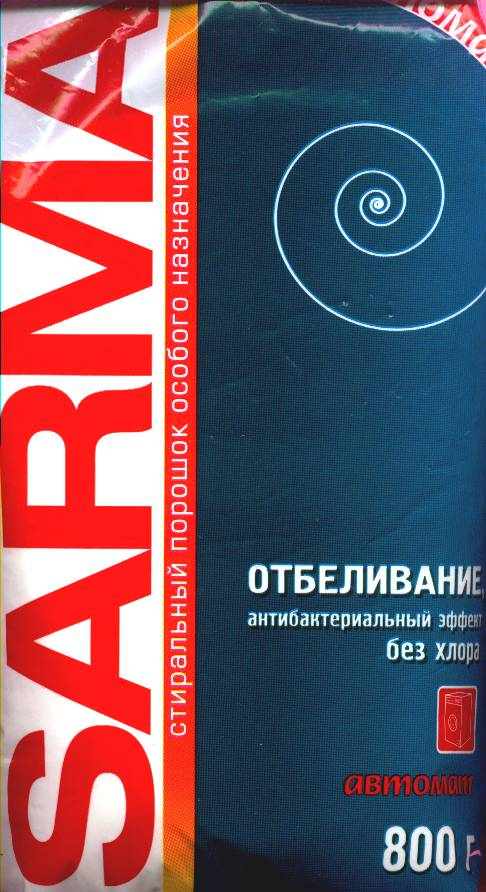 SARMA
стиральный порошок особого назначения
ОТБЕЛИВАНИЕ,
антибактериальный эффект
без хлора
автомат
800 г